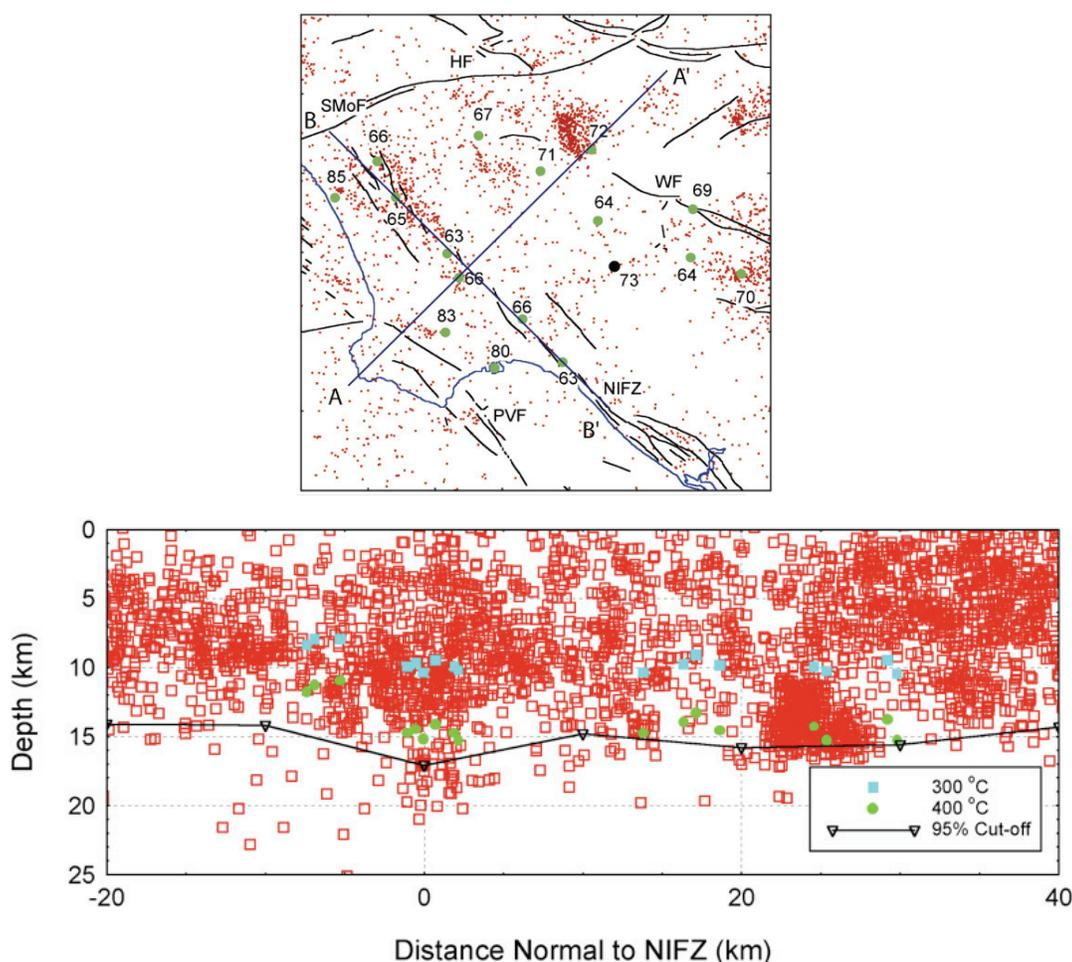 HF
A'
SMoF
B
67
72
66
71
85
WF
69
65
64
63
66
73
64
70
83
66
80
63
NIFZ
A
PVF
B'
0
5
10
15
20
25
Depth (km)
300 °C
400 °C
95% Cut-off
-20
0
20
40
Distance Normal to NIFZ (km)